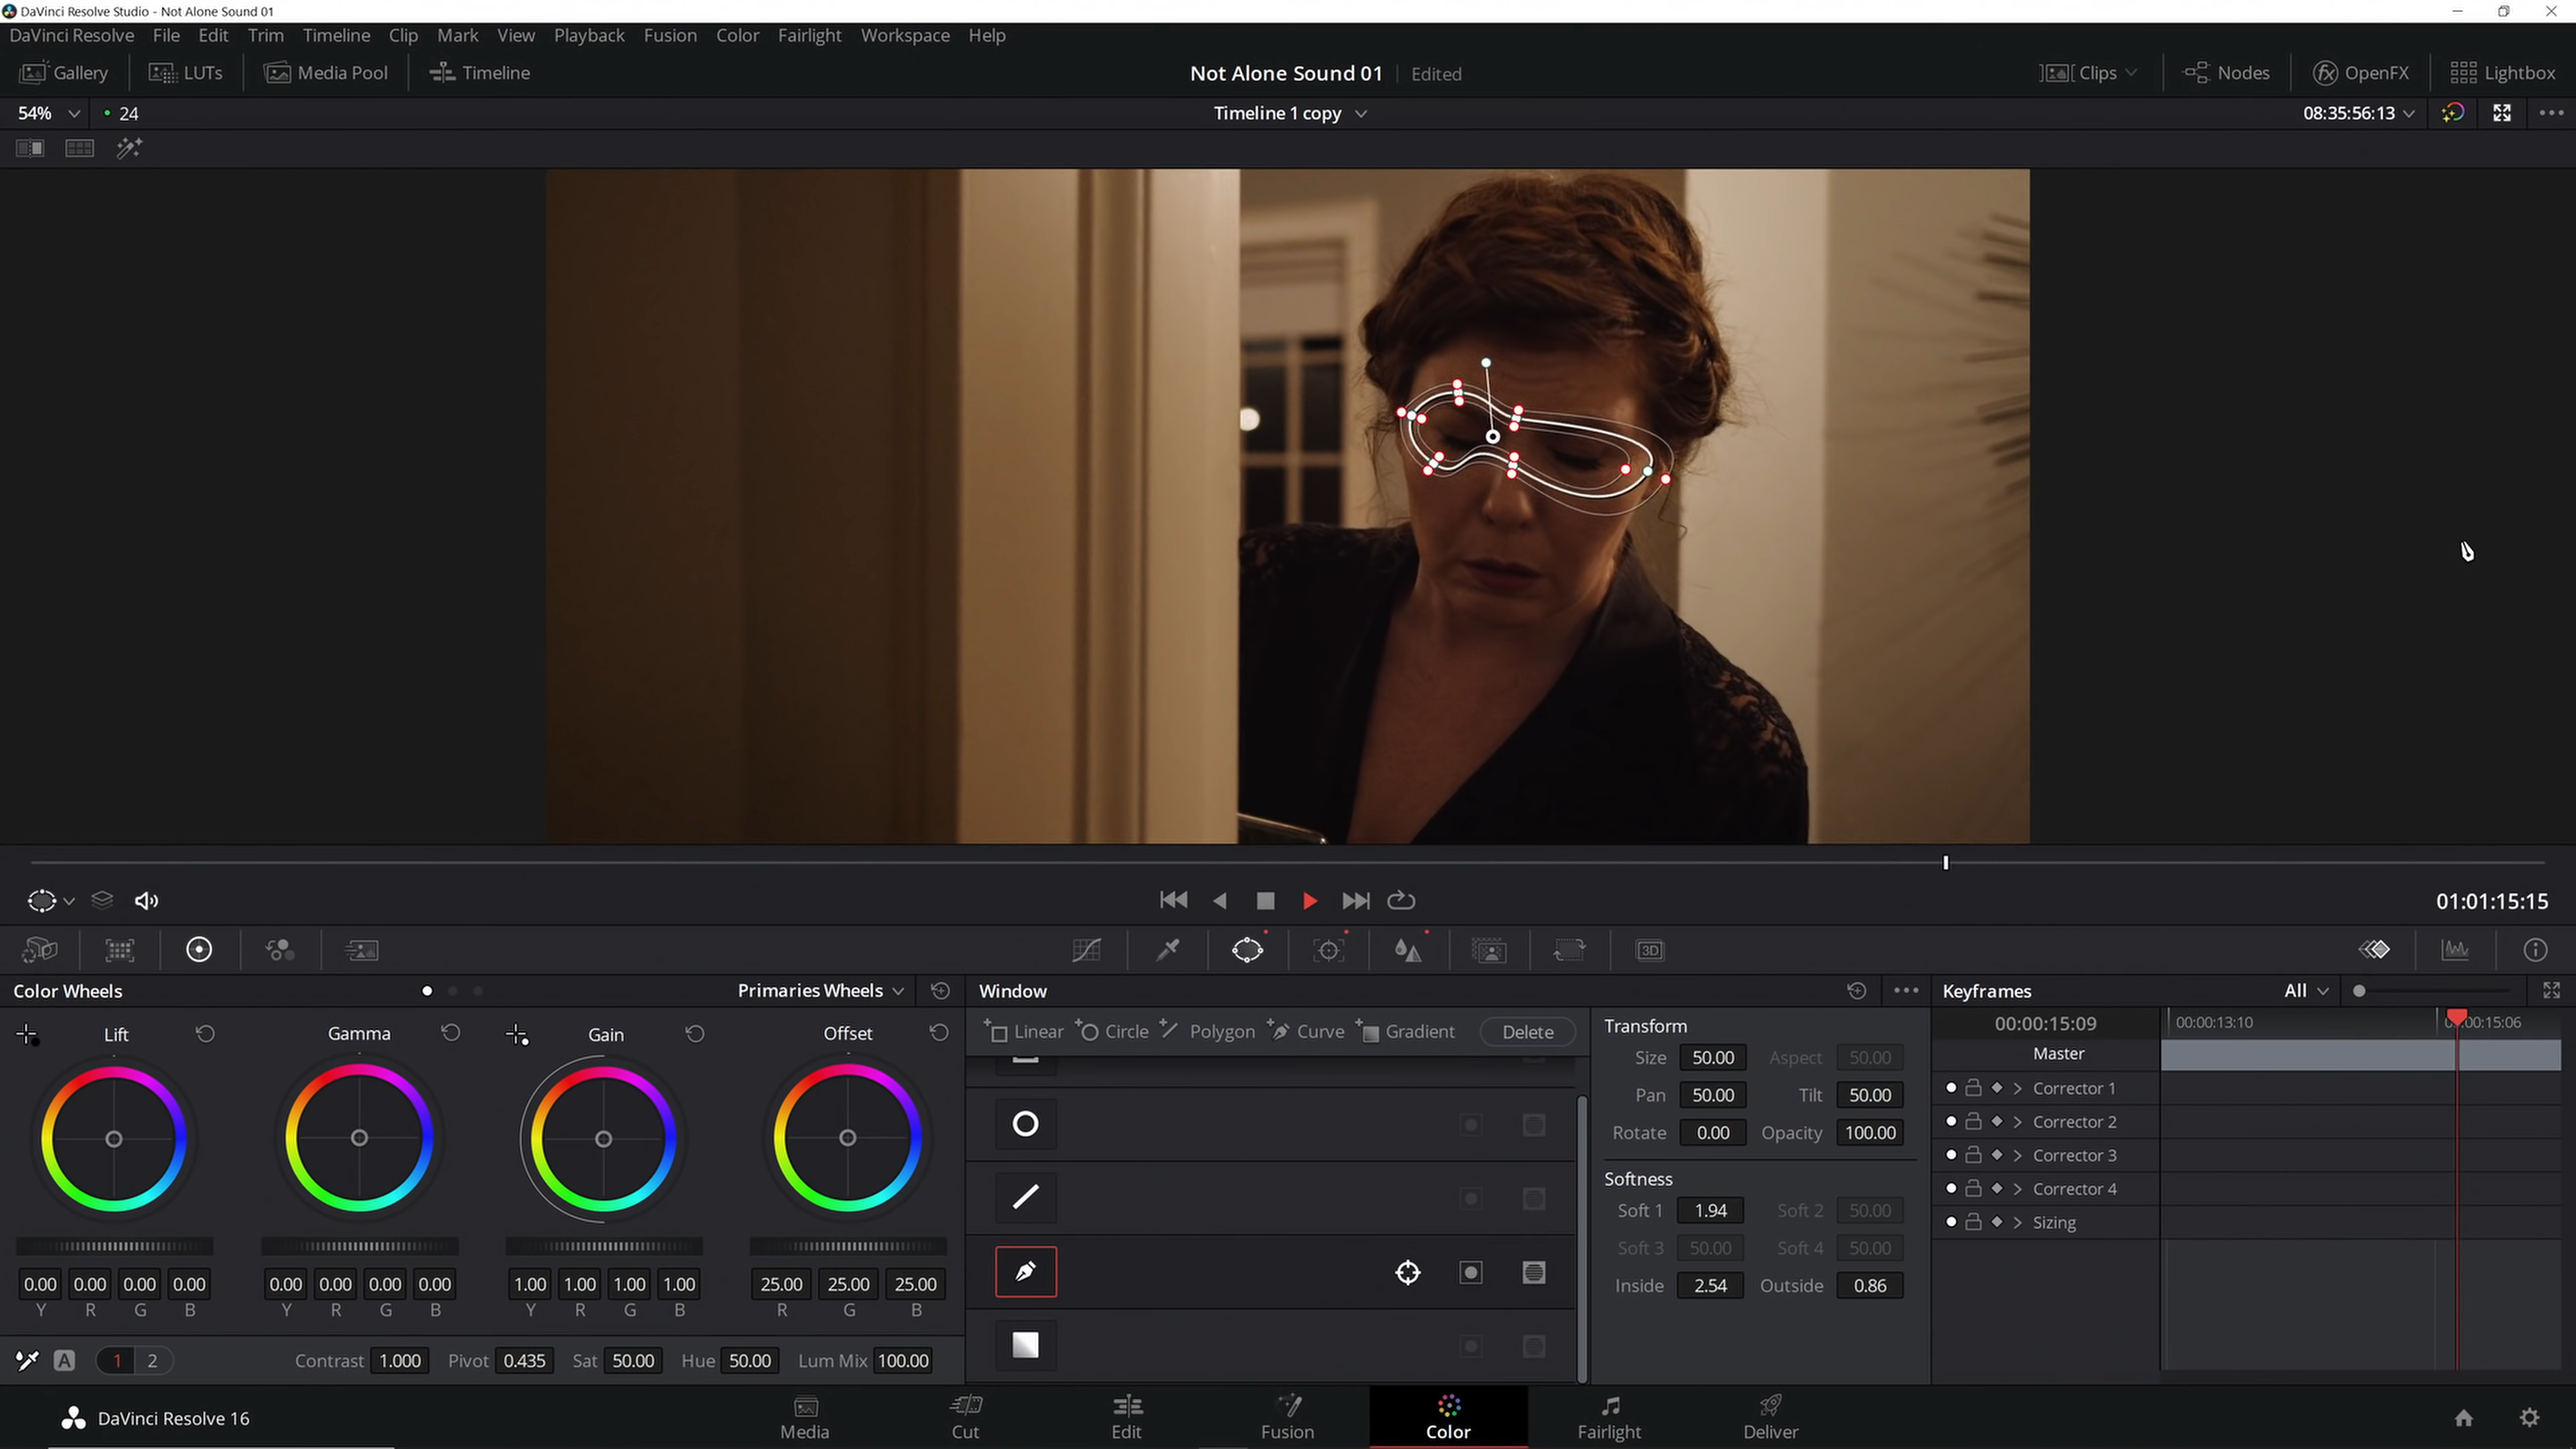 DaVinci Resolve Studio - Not Alone Sound 01
DaVinci Resolve File Edit Trim Timeline Clip Mark View Playback Fusion Color Fairlight Workspace Help
Gallery LUTs Media Pool Timeline Not Alone Sound 01 Edited Clips Nodes OpenFX Lightbox
54% 24 Timeline 1 copy 08:35:56:13
01:01:15:15
3D
Color Wheels Primaries Wheels Window Keyframes All
Lift Gamma Gain Offset
0.00 0.00 0.00 0.00 0.00 0.00 0.00 0.00 1.00 1.00 1.00 1.00 25.00 25.00 25.00
Y R G B Y R G B Y R G B R G B
A 1 2 Contrast 1.000 Pivot 0.435 Sat 50.00 Hue 50.00 Lum Mix 100.00
Linear Circle Polygon Curve Gradient Delete
Transform
Size 50.00 Aspect 50.00
Pan 50.00 Tilt 50.00
Rotate 0.00 Opacity 100.00
Softness
Soft 1 1.94 Soft 2 50.00
Soft 3 50.00 Soft 4 50.00
Inside 2.54 Outside 0.86
00:00:15:09 00:00:13:10 :00:15:06
Master
Corrector 1
Corrector 2
Corrector 3
Corrector 4
Sizing
DaVinci Resolve 16 Media Cut Edit Fusion Color Fairlight Deliver